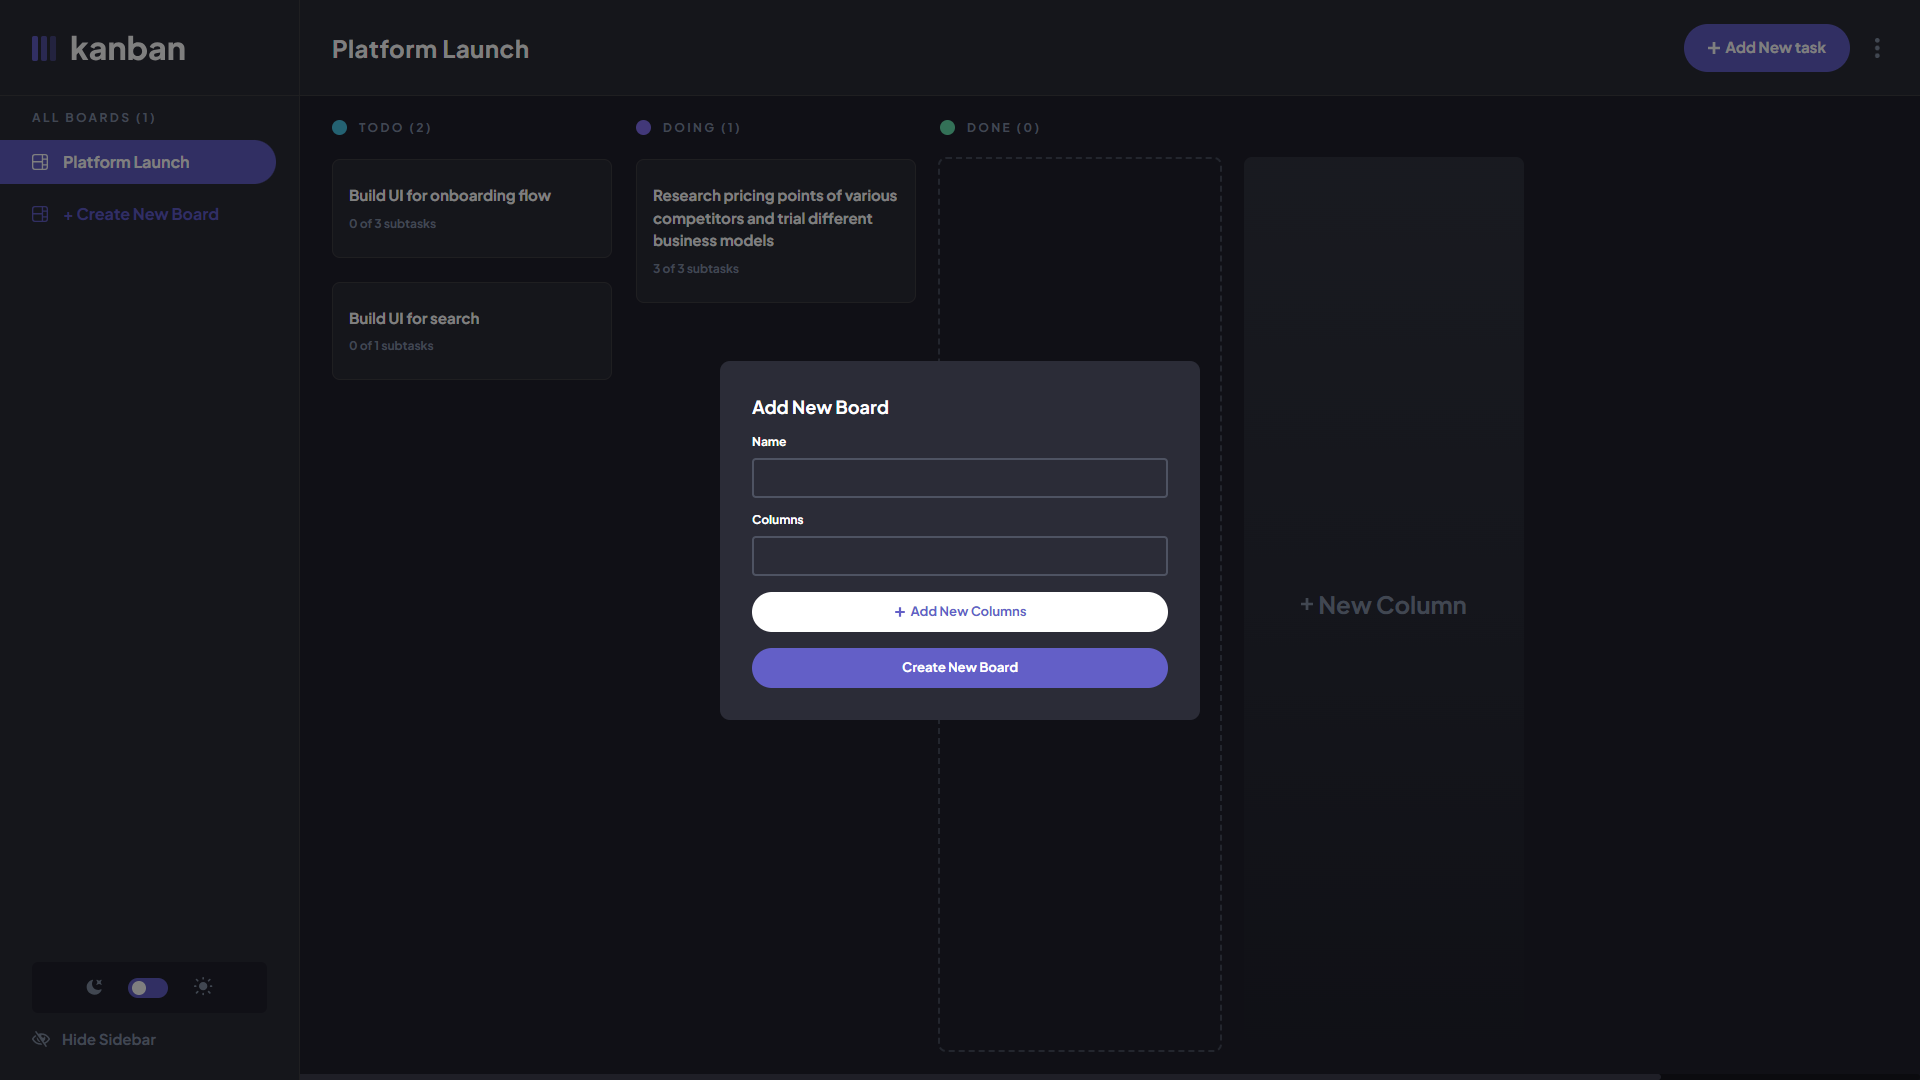 kanban
Platform Launch
+ Add New task
ALL BOARDS (1)
Platform Launch
+ Create New Board
TODO (2)
Build UI for onboarding flow
0 of 3 subtasks
Build UI for search
0 of 1 subtasks
DOING (1)
Research pricing points of various
competitors and trial different
business models
3 of 3 subtasks
DONE (0)
+ New Column
Add New Board
Name
Columns
+ Add New Columns
Create New Board
Hide Sidebar